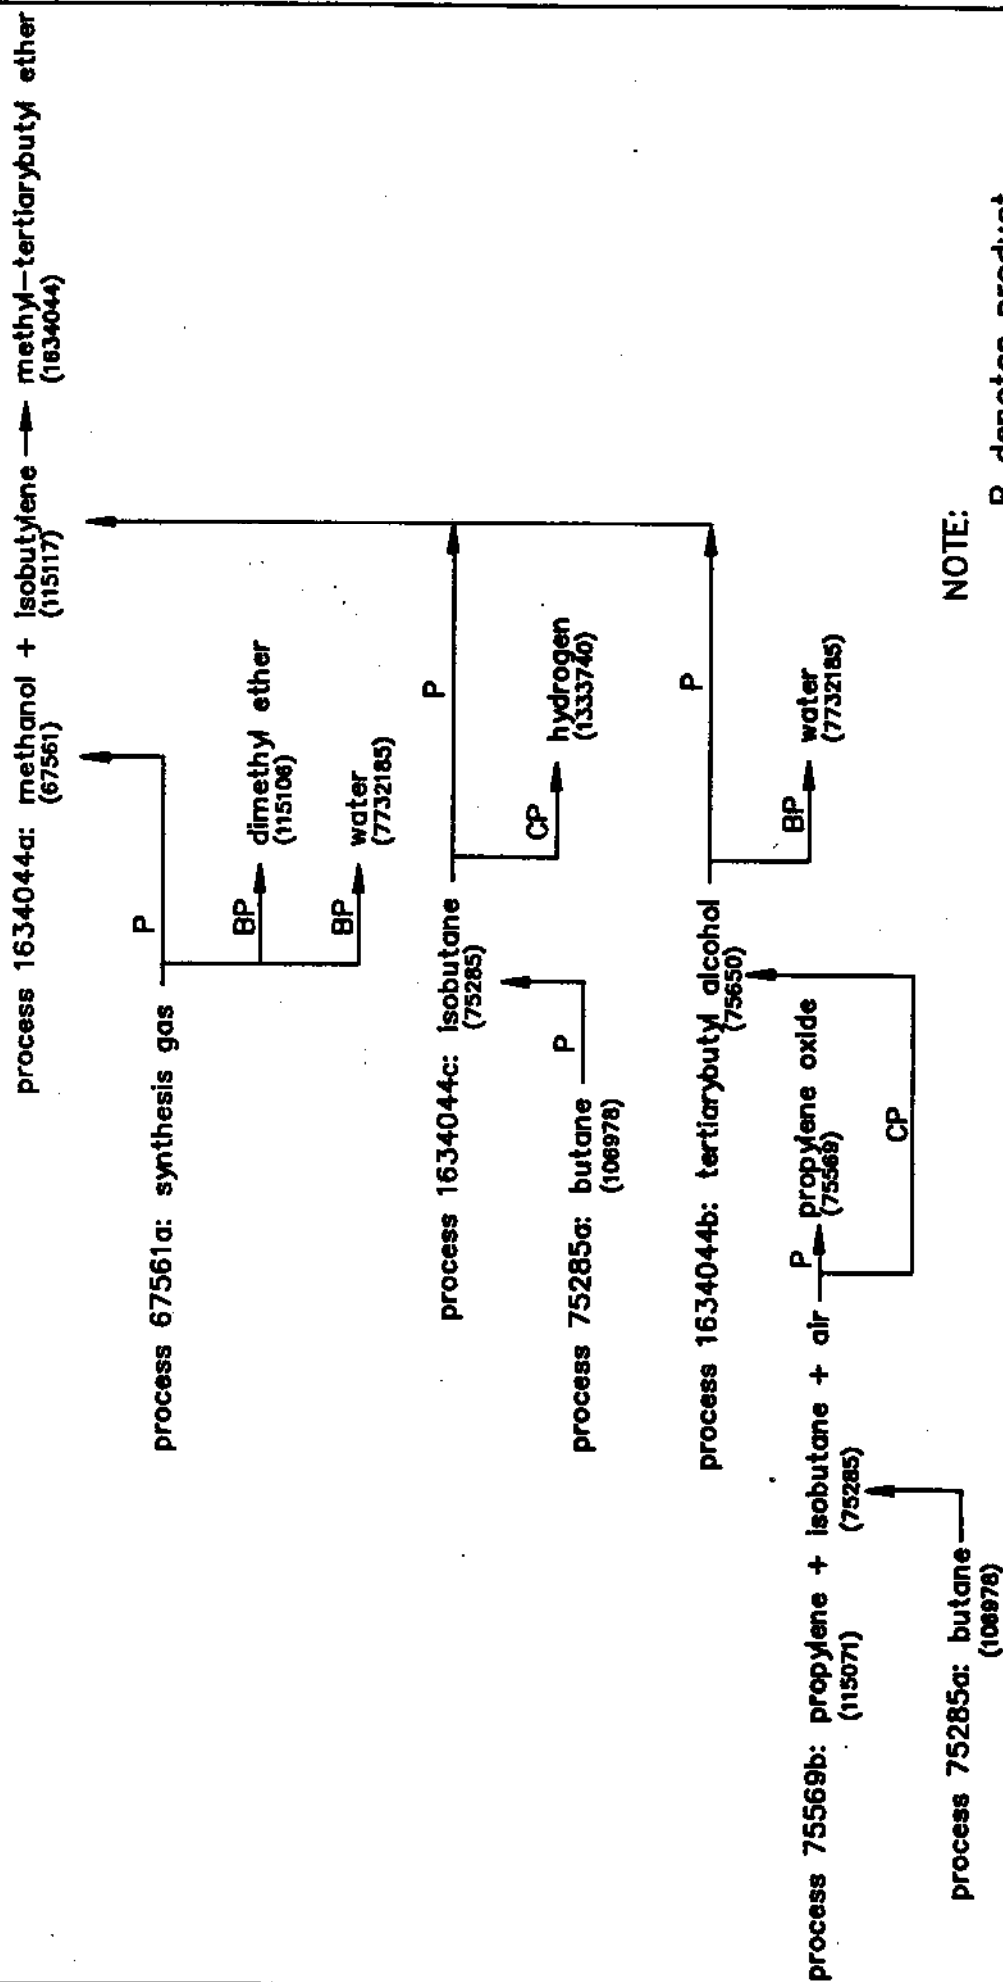 process 1634044a: methanol + isobutylene → methyl-tertiarybutyl ether
(67561) (115117) (1634044)
P
process 67561a: synthesis gas
BP
dimethyl ether
(115106)
BP
water
(7732185)
P
process 1634044c: isobutane
(75285)
CP
hydrogen
(1333740)
P
process 75285a: butane
(106978)
P
process 1634044b: tertiarybutyl alcohol
(75650)
BP
water
(7732185)
P
process 75569b: propylene + isobutane + air
propylene oxide
(115071) (75285) (75569)
CP
process 75285a: butane
(106978)
NOTE:
P denotes product